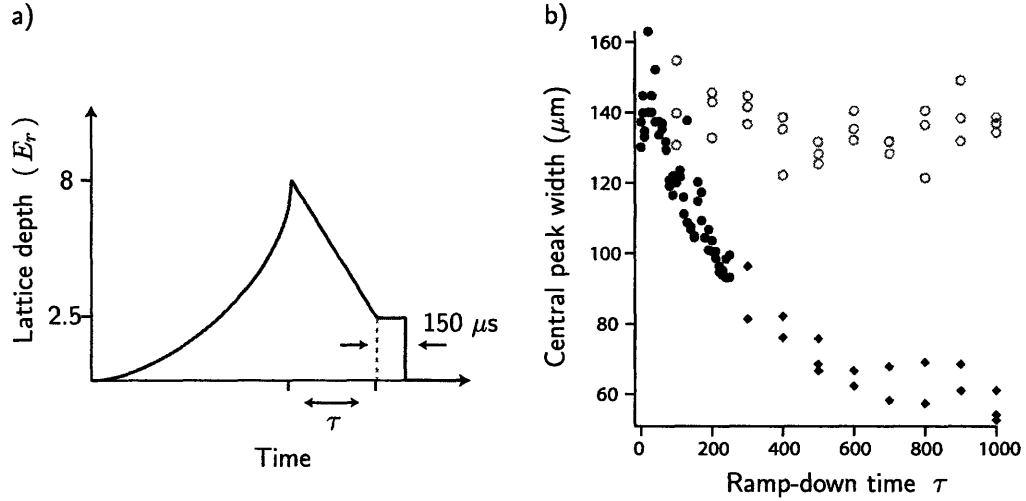 a)
Lattice depth (E_r)
8
2.5
150 μs
τ
Time
b)
Central peak width (μm)
160
140
120
100
80
60
0
200
400
600
800
1000
Ramp-down time τ